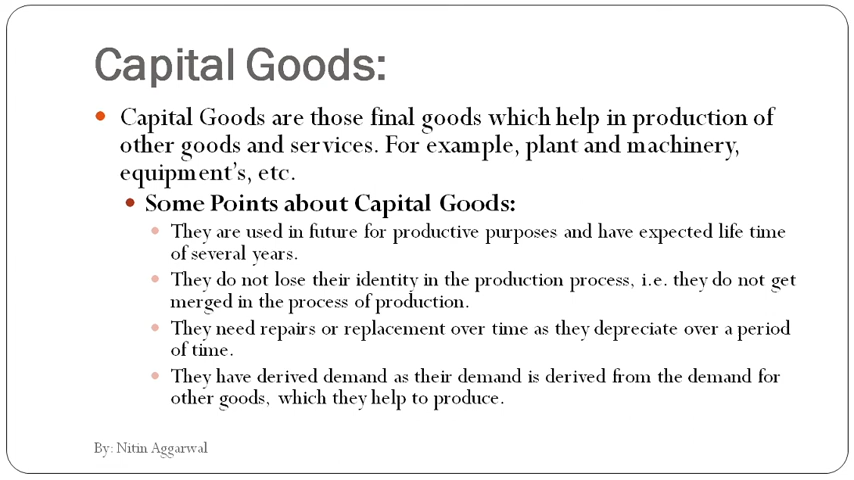 Capital Goods:
Capital Goods are those final goods which help in production of
other goods and services. For example, plant and machinery,
equipment's, etc.
Some Points about Capital Goods:
They are used in future for productive purposes and have expected life time
of several years.
They do not lose their identity in the production process, i.e. they do not get
merged in the process of production.
They need repairs or replacement over time as they depreciate over a period
of time.
They have derived demand as their demand is derived from the demand for
other goods, which they help to produce.
By: Nitin Aggarwal